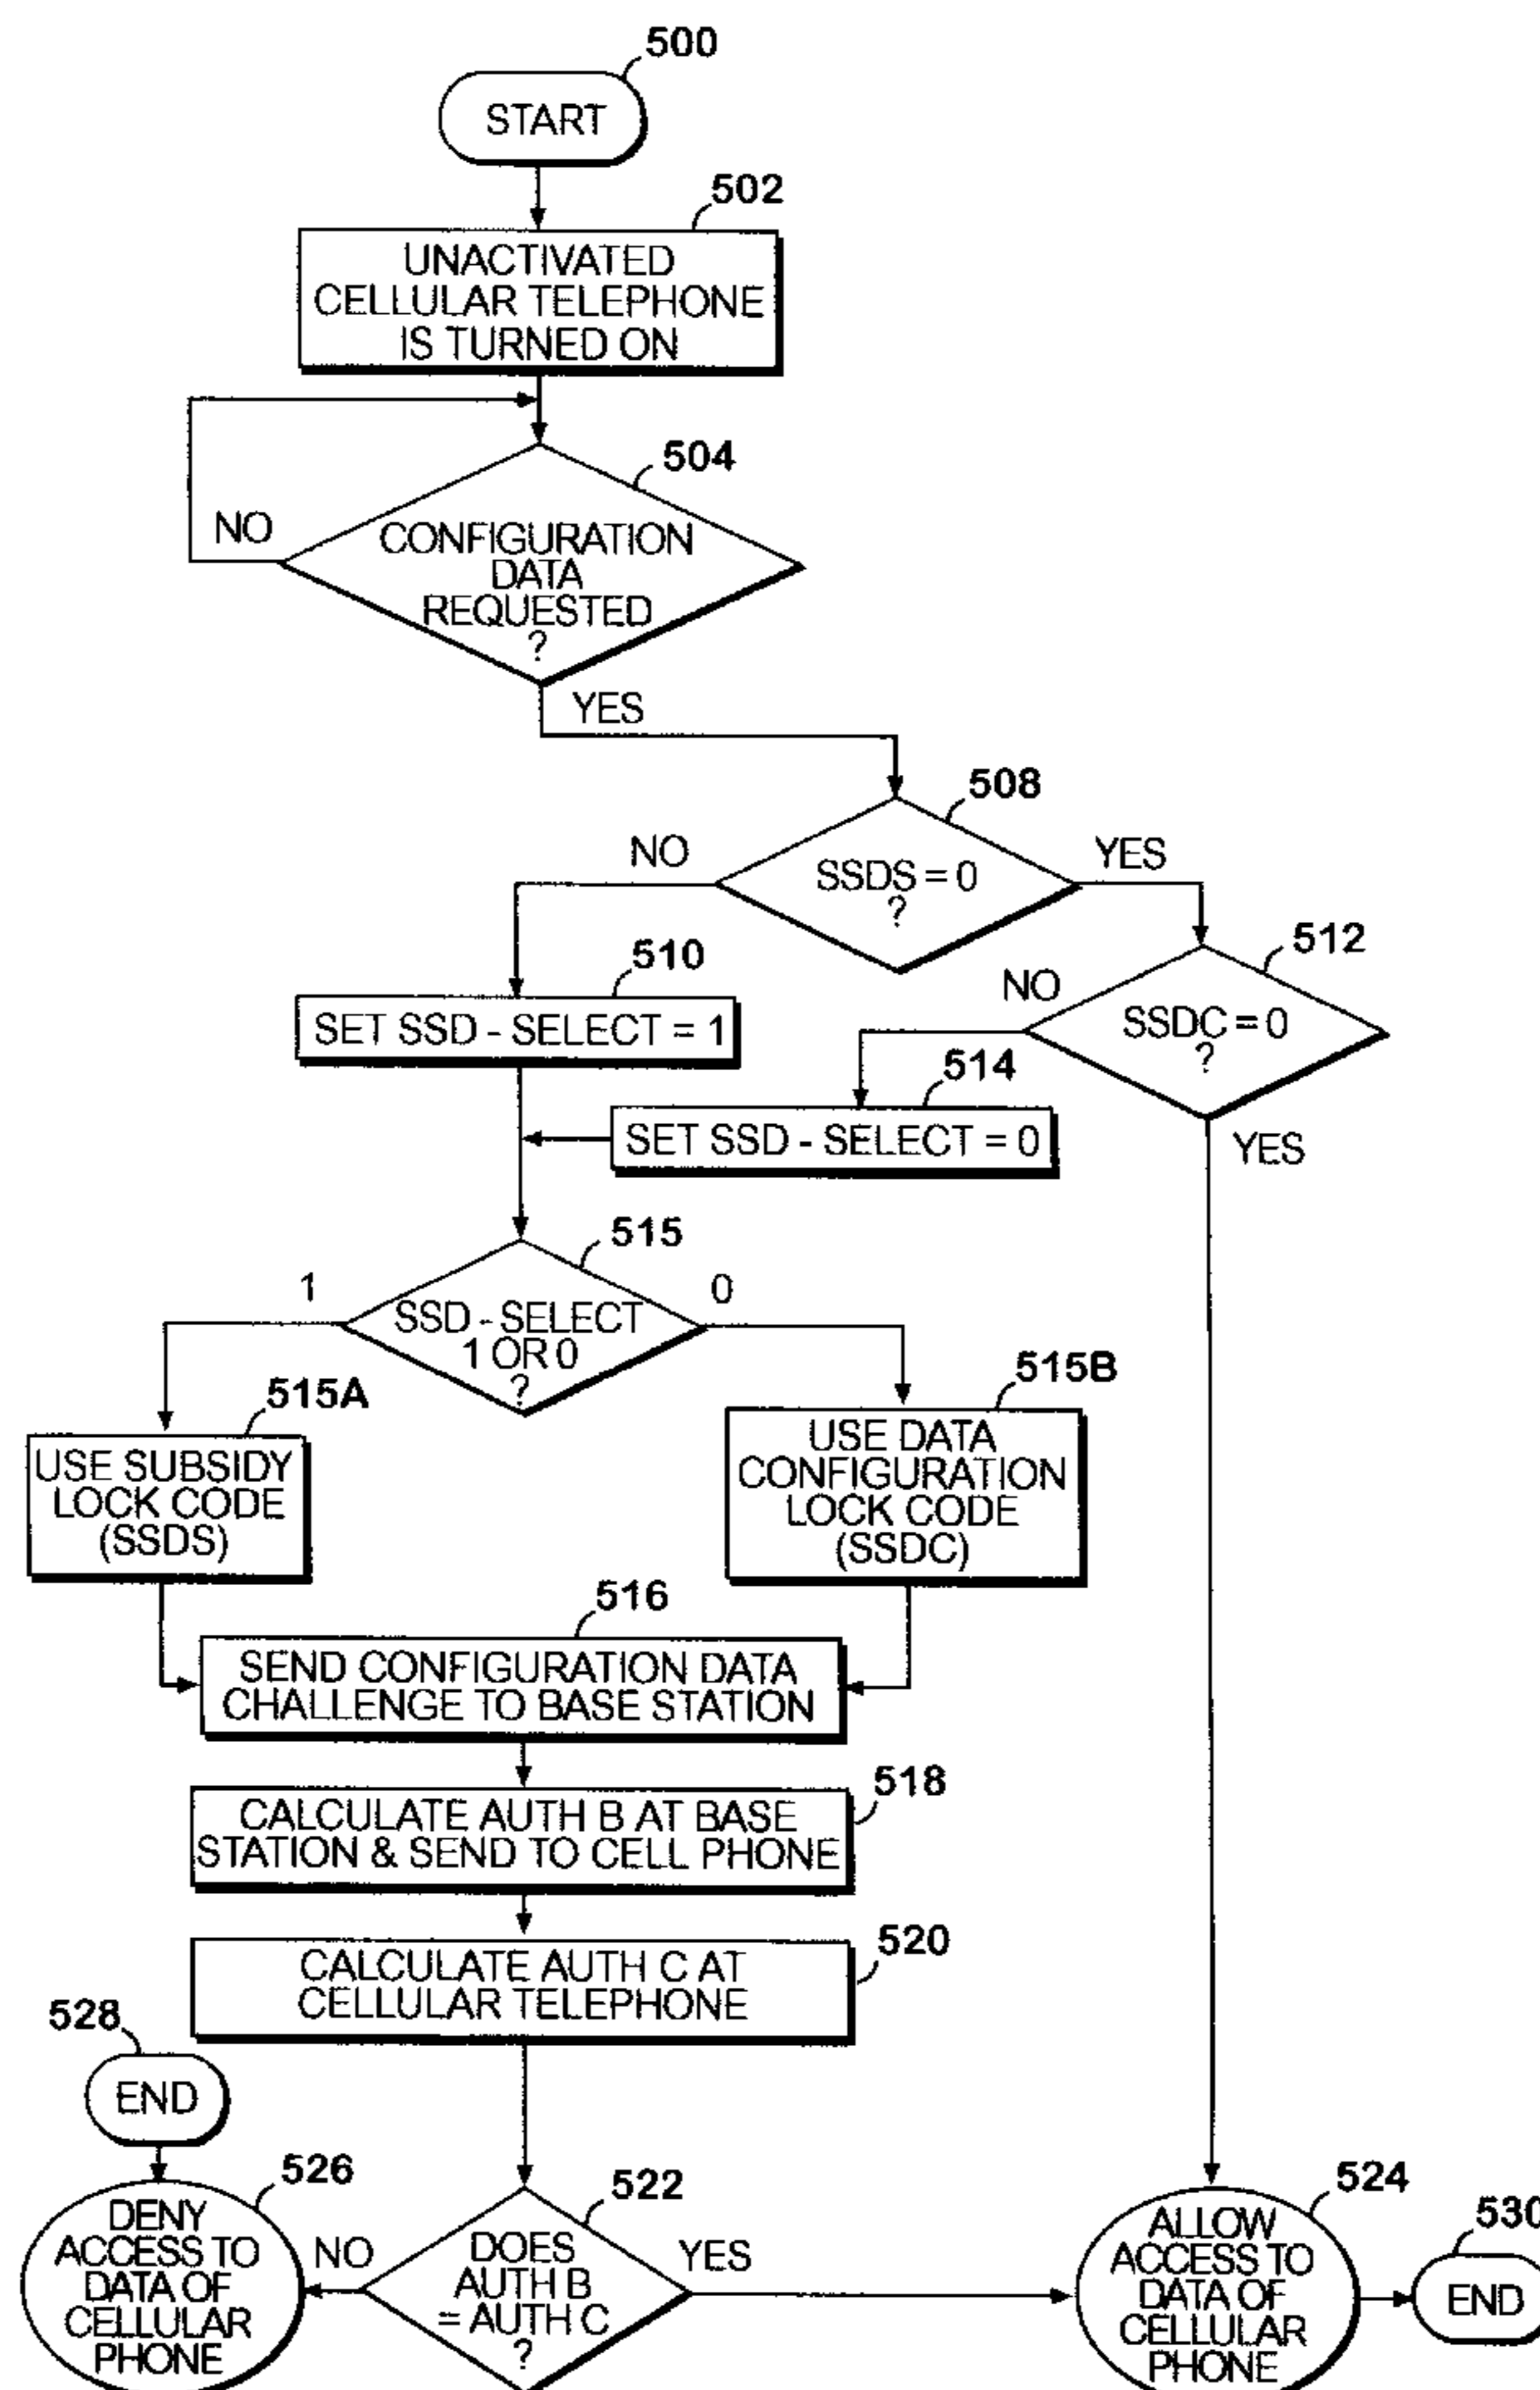 500
START
502
UNACTIVATED
CELLULAR TELEPHONE
IS TURNED ON
504
NO
CONFIGURATION
DATA
REQUESTED
?
YES
508
NO
YES
SSDS = 0
?
512
510
NO
SET SSD - SELECT = 1
SSDC = 0
?
514
SET SSD - SELECT = 0
YES
515
1
0
SSD - SELECT
1 OR 0
?
515A
515B
USE SUBSIDY
LOCK CODE
(SSDS)
USE DATA
CONFIGURATION
LOCK CODE
(SSDC)
516
SEND CONFIGURATION DATA
CHALLENGE TO BASE STATION
518
CALCULATE AUTH B AT BASE
STATION & SEND TO CELL PHONE
520
CALCULATE AUTH C AT
CELLULAR TELEPHONE
528
END
526
DENY
ACCESS TO
DATA OF
CELLULAR
PHONE
NO
522
DOES
AUTH B
= AUTH C
?
YES
524
ALLOW
ACCESS TO
DATA OF
CELLULAR
PHONE
530
END